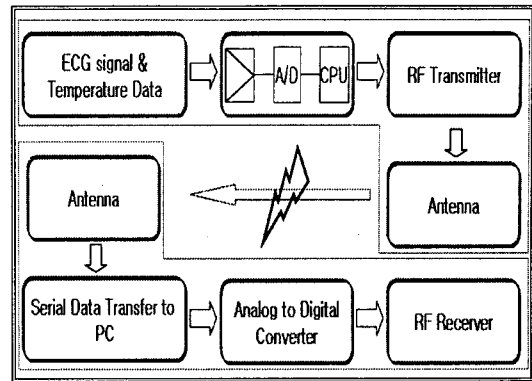 ECG signal &
Temperature Data
A/D
CPU
RF Transmitter
Antenna
Antenna
Serial Data Transfer to
PC
Analog to Digital
Converter
RF Recerver